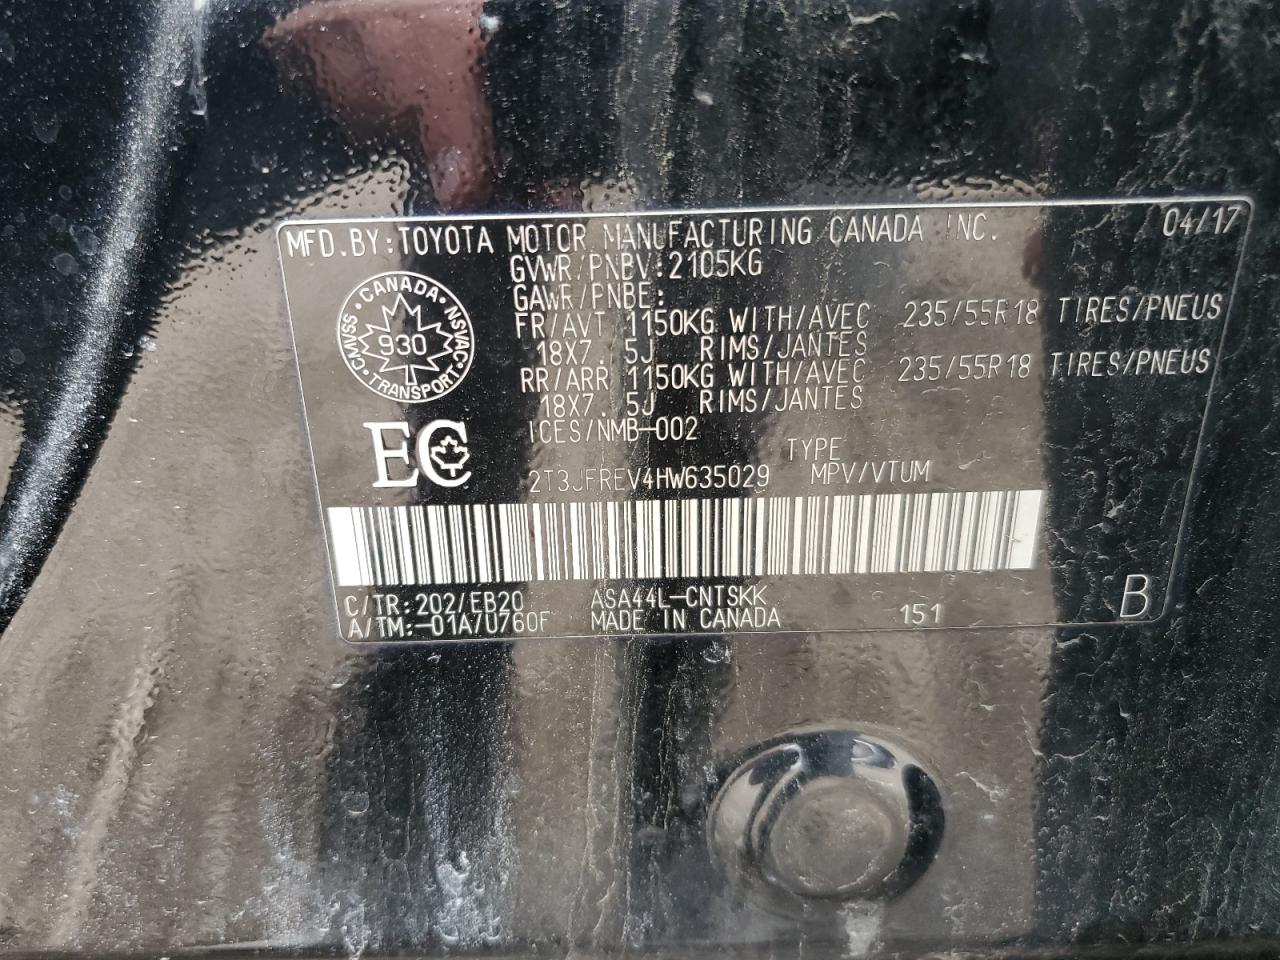 MFD.BY:TOYOTA MOTOR MANUFACTURING CANADA INC. 04/17
GVWR/PNBV:2105KG
GAWR/PNBE:
FR/AVT 1150KG WITH/AVEC 235/55R18 TIRES/PNEUS
18X7.5J RIMS/JANTES
RR/ARR 1150KG WITH/AVEC 235/55R18 TIRES/PNEUS
18X7.5J RIMS/JANTES
ICES/NMB-002
CANADA
CMVSS 930 NSVAC
TRANSPORT
EC
TYPE
2T3JFREV4HW635029 MPV/VTUM
C/TR:202/EB20 ASA44L-CNTSKK
A/TM:-01A/U760F MADE IN CANADA 151 B